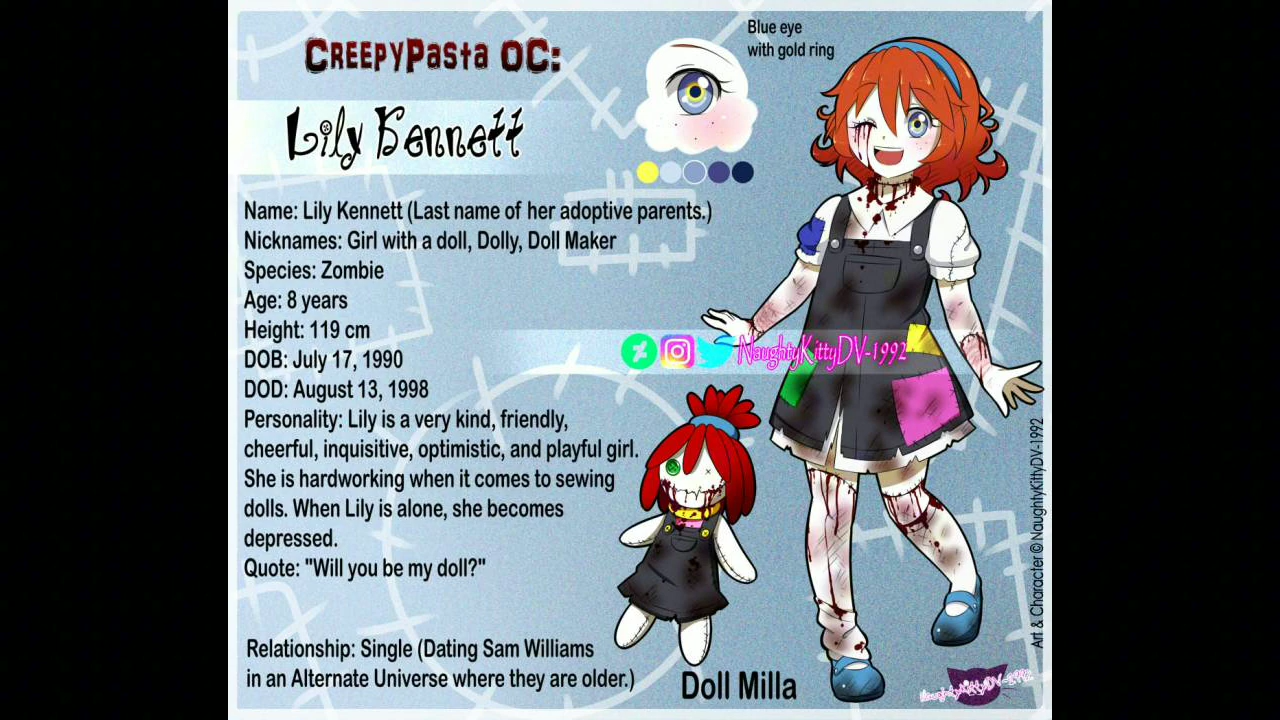 CreepyPasta OC:
Blue eye
with gold ring
Lily Kennett
Name: Lily Kennett (Last name of her adoptive parents.)
Nicknames: Girl with a doll, Dolly, Doll Maker
Species: Zombie
Age: 8 years
Height: 119 cm
DOB: July 17, 1990
DOD: August 13, 1998
Personality: Lily is a very kind, friendly,
cheerful, inquisitive, optimistic, and playful girl.
She is hardworking when it comes to sewing
dolls. When Lily is alone, she becomes
depressed.
Quote: "Will you be my doll?"
Relationship: Single (Dating Sam Williams
in an Alternate Universe where they are older.)
NaughtyKittyDV-1992
Doll Milla
Art & Character ©NaughtyKittyDV-1992
NaughtyKittyDV-1992